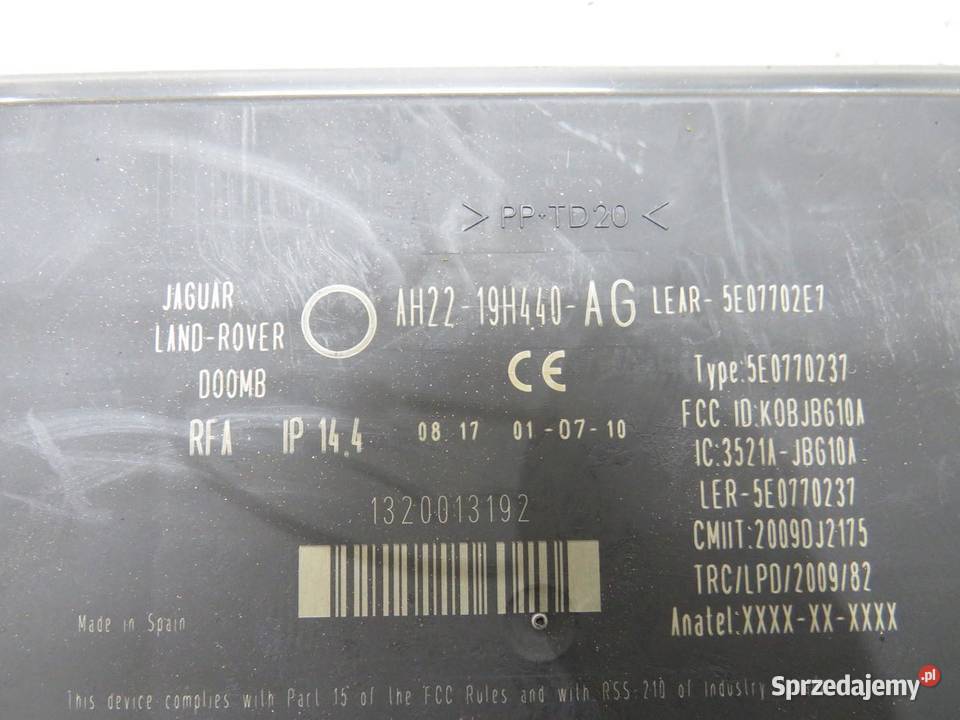 > PP-TD20 <
JAGUAR
LAND-ROVER
DOOMB
AH22-19H440-AG LEAR-5E07702E7
CE
Type:5E0770237
FCC ID:KOBJBG10A
IC:3521A-JBG10A
LER-5E0770237
CMIIT:2009DJ2175
TRC/LPD/2009/82
Anatel:XXXX-XX-XXXX
RFA IP 14.4 08.17 01-07-10
1320013192
Made in Spain
This device complies with Part 15 of the FCC Rules and with RSS-210 of Industry
Sprzedajemy.pl